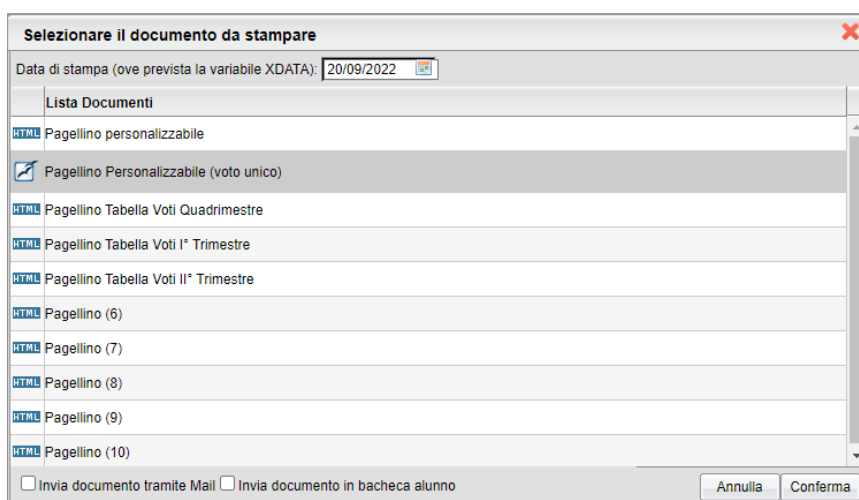 Selezionare il documento da stampare
Data di stampa (ove prevista la variabile XDATA): 20/09/2022
Lista Documenti
HTML Pagellino personalizzabile
Pagellino Personalizzabile (voto unico)
HTML Pagellino Tabella Voti Quadrimestre
HTML Pagellino Tabella Voti I° Trimestre
HTML Pagellino Tabella Voti II° Trimestre
HTML Pagellino (6)
HTML Pagellino (7)
HTML Pagellino (8)
HTML Pagellino (9)
HTML Pagellino (10)
Invia documento tramite Mail Invia documento in bacheca alunno Annulla Conferma